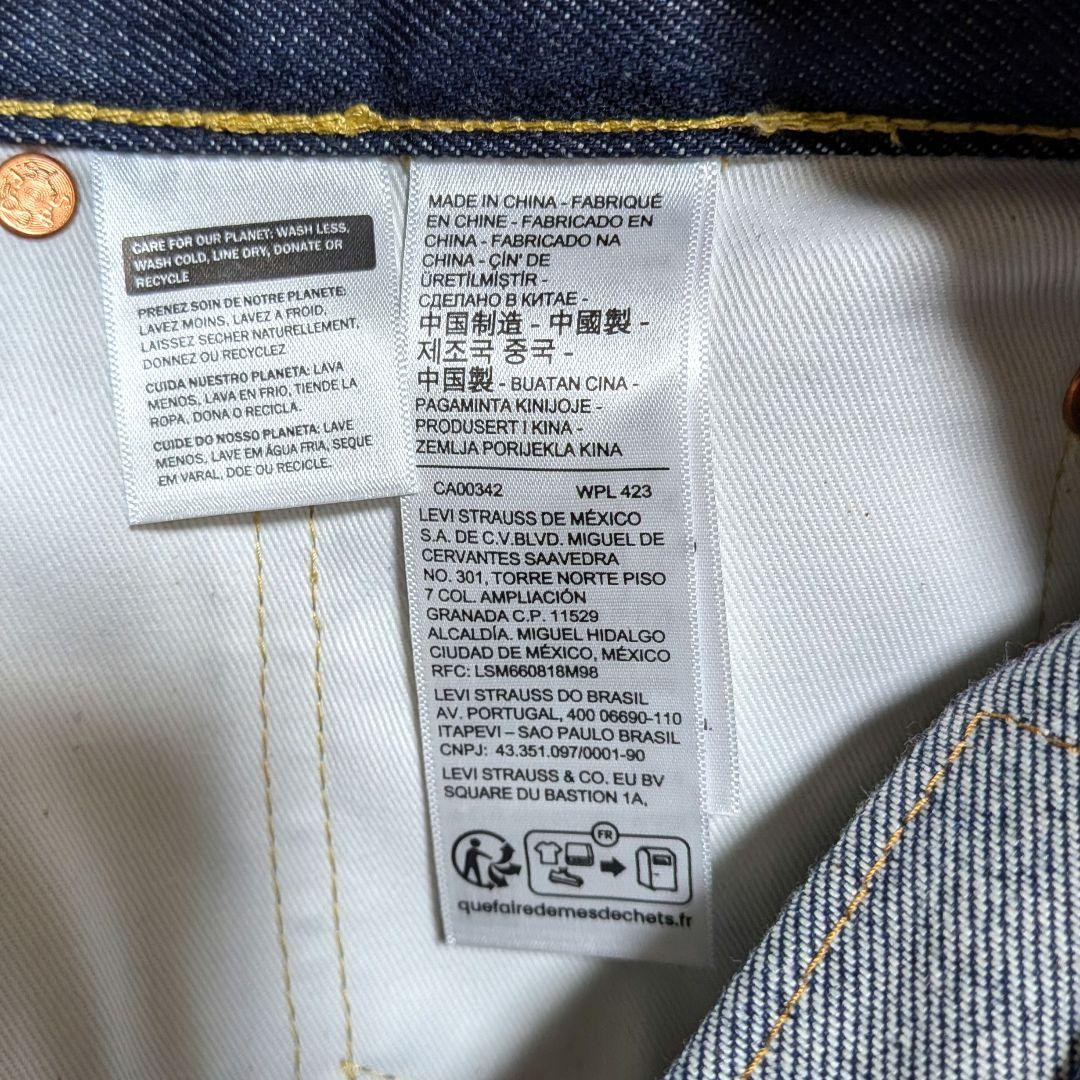 CARE FOR OUR PLANET: WASH LESS,
WASH COLD, LINE DRY, DONATE OR
RECYCLE
PRENEZ SOIN DE NOTRE PLANETE:
LAVEZ MOINS, LAVEZ A FROID,
LAISSEZ SECHER NATURELLEMENT,
DONNEZ OU RECYCLEZ
CUIDA NUESTRO PLANETA: LAVA
MENOS, LAVA EN FRIO, TIENDE LA
ROPA, DONA O RECICLA.
CUIDE DO NOSSO PLANETA: LAVE
MENOS, LAVE EM ÁGUA FRIA, SEQUE
EM VARAL, DOE OU RECICLE.
MADE IN CHINA - FABRIQUÉ
EN CHINE - FABRICADO EN
CHINA - FABRICADO NA
CHINA - ÇİN' DE
ÜRETİLMİŞTİR -
СДЕЛАНО В КИТАЕ -
中国制造 - 中國製 -
제조국 중국 -
中国製 - BUATAN CINA -
PAGAMINTA KINIJOJE -
PRODUSERT I KINA -
ZEMLJA PORIJEKLA KINA
CA00342 WPL 423
LEVI STRAUSS DE MÉXICO
S.A. DE C.V.BLVD. MIGUEL DE
CERVANTES SAAVEDRA
NO. 301, TORRE NORTE PISO
7 COL. AMPLIACIÓN
GRANADA C.P. 11529
ALCALDÍA. MIGUEL HIDALGO
CIUDAD DE MÉXICO, MÉXICO
RFC: LSM660818M98
LEVI STRAUSS DO BRASIL
AV. PORTUGAL, 400 06690-110
ITAPEVI – SAO PAULO BRASIL
CNPJ: 43.351.097/0001-90
LEVI STRAUSS & CO. EU BV
SQUARE DU BASTION 1A,
FR
quefairedemesdechets.fr